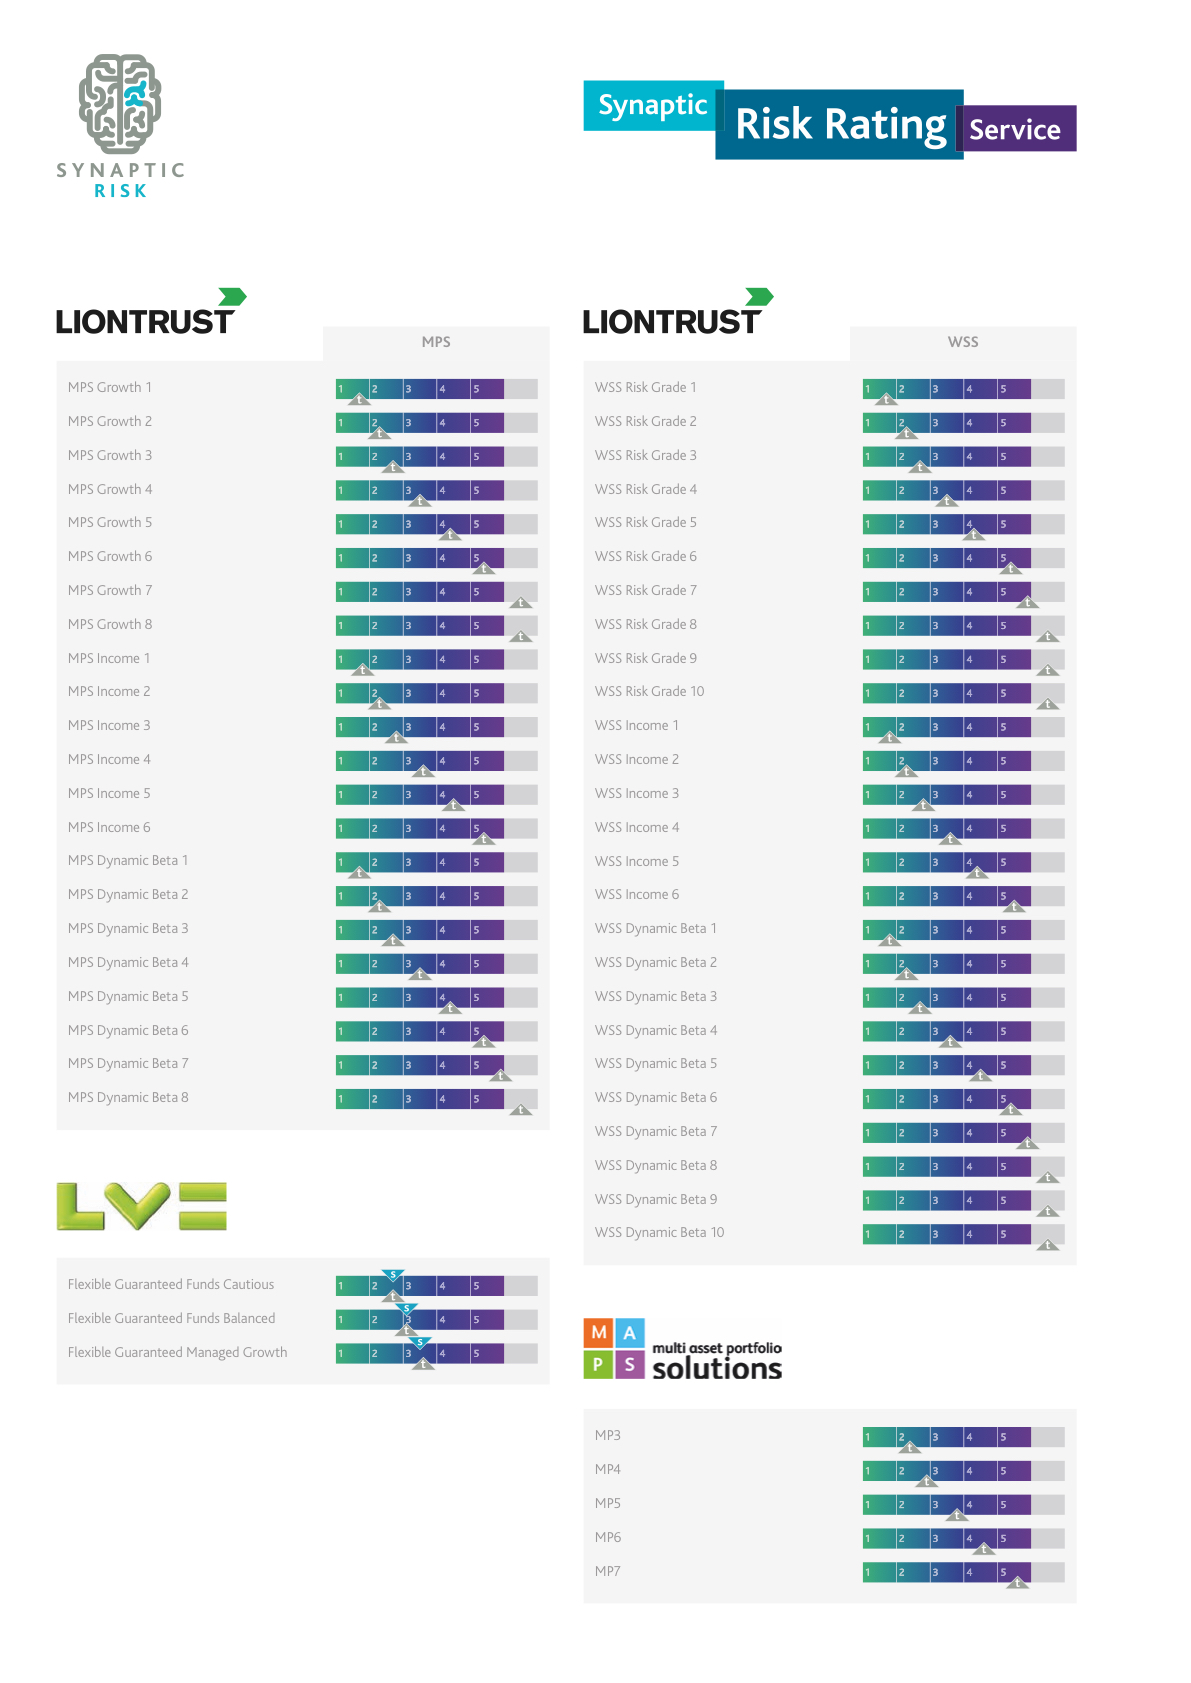 SYNAPTIC
RISK
Synaptic Risk Rating Service
LIONTRUST
MPS
MPS Growth 1 1 2 3 4 5 t
MPS Growth 2 1 2 3 4 5 t
MPS Growth 3 1 2 3 4 5 t
MPS Growth 4 1 2 3 4 5 t
MPS Growth 5 1 2 3 4 5 t
MPS Growth 6 1 2 3 4 5 t
MPS Growth 7 1 2 3 4 5 t
MPS Growth 8 1 2 3 4 5 t
MPS Income 1 1 2 3 4 5 t
MPS Income 2 1 2 3 4 5 t
MPS Income 3 1 2 3 4 5 t
MPS Income 4 1 2 3 4 5 t
MPS Income 5 1 2 3 4 5 t
MPS Income 6 1 2 3 4 5 t
MPS Dynamic Beta 1 1 2 3 4 5 t
MPS Dynamic Beta 2 1 2 3 4 5 t
MPS Dynamic Beta 3 1 2 3 4 5 t
MPS Dynamic Beta 4 1 2 3 4 5 t
MPS Dynamic Beta 5 1 2 3 4 5 t
MPS Dynamic Beta 6 1 2 3 4 5 t
MPS Dynamic Beta 7 1 2 3 4 5 t
MPS Dynamic Beta 8 1 2 3 4 5 t
LV=
Flexible Guaranteed Funds Cautious 1 2 3 4 5 s t
Flexible Guaranteed Funds Balanced 1 2 3 4 5 s t
Flexible Guaranteed Managed Growth 1 2 3 4 5 s t
LIONTRUST
WSS
WSS Risk Grade 1 1 2 3 4 5 t
WSS Risk Grade 2 1 2 3 4 5 t
WSS Risk Grade 3 1 2 3 4 5 t
WSS Risk Grade 4 1 2 3 4 5 t
WSS Risk Grade 5 1 2 3 4 5 t
WSS Risk Grade 6 1 2 3 4 5 t
WSS Risk Grade 7 1 2 3 4 5 t
WSS Risk Grade 8 1 2 3 4 5 t
WSS Risk Grade 9 1 2 3 4 5 t
WSS Risk Grade 10 1 2 3 4 5 t
WSS Income 1 1 2 3 4 5 t
WSS Income 2 1 2 3 4 5 t
WSS Income 3 1 2 3 4 5 t
WSS Income 4 1 2 3 4 5 t
WSS Income 5 1 2 3 4 5 t
WSS Income 6 1 2 3 4 5 t
WSS Dynamic Beta 1 1 2 3 4 5 t
WSS Dynamic Beta 2 1 2 3 4 5 t
WSS Dynamic Beta 3 1 2 3 4 5 t
WSS Dynamic Beta 4 1 2 3 4 5 t
WSS Dynamic Beta 5 1 2 3 4 5 t
WSS Dynamic Beta 6 1 2 3 4 5 t
WSS Dynamic Beta 7 1 2 3 4 5 t
WSS Dynamic Beta 8 1 2 3 4 5 t
WSS Dynamic Beta 9 1 2 3 4 5 t
WSS Dynamic Beta 10 1 2 3 4 5 t
M A
P S
multi asset portfolio
solutions
MP3 1 2 3 4 5 t
MP4 1 2 3 4 5 t
MP5 1 2 3 4 5 t
MP6 1 2 3 4 5 t
MP7 1 2 3 4 5 t